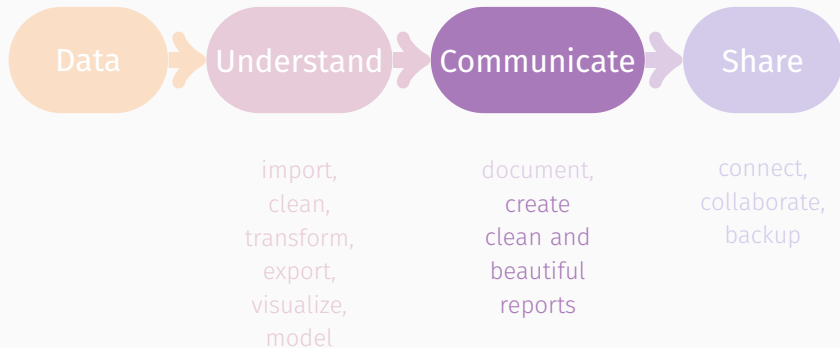 Data
Understand
Communicate
Share
import,
clean,
transform,
export,
visualize,
model
document,
create
clean and
beautiful
reports
connect,
collaborate,
backup